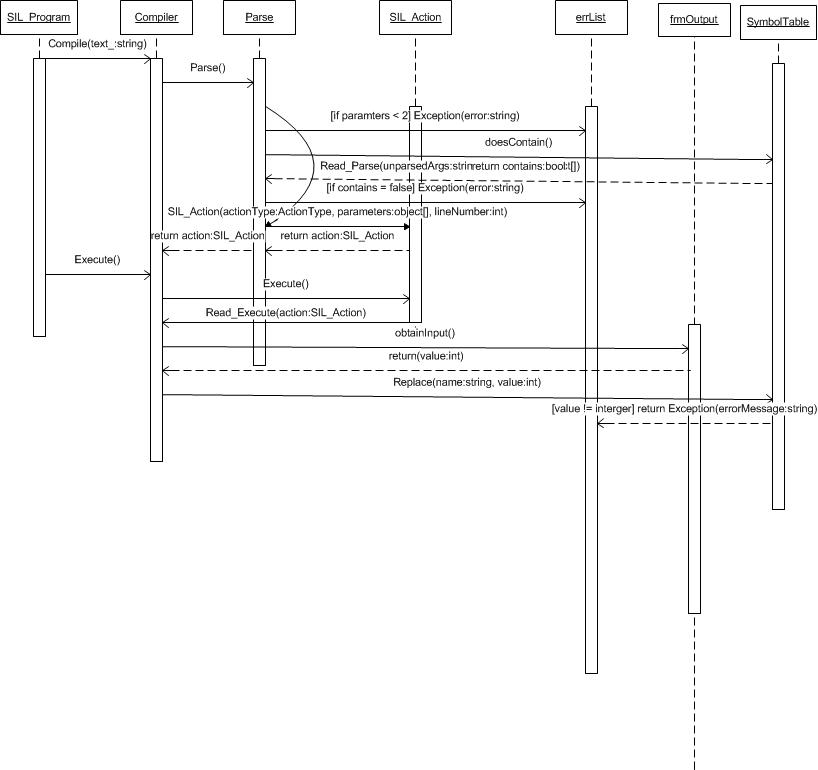 SIL_Program
Compiler
Parse
SIL_Action
errList
frmOutput
SymbolTable
Compile(text_:string)
Parse()
[if paramters < 2] Exception(error:string)
doesContain()
Read_Parse(unparsedArgs:strin
return contains:bool
t[])
[if contains = false] Exception(error:string)
SIL_Action(actionType:ActionType, parameters:object[], lineNumber:int)
return action:SIL_Action
return action:SIL_Action
Execute()
Execute()
Read_Execute(action:SIL_Action)
obtainInput()
return(value:int)
Replace(name:string, value:int)
[value != interger] return Exception(errorMessage:string)